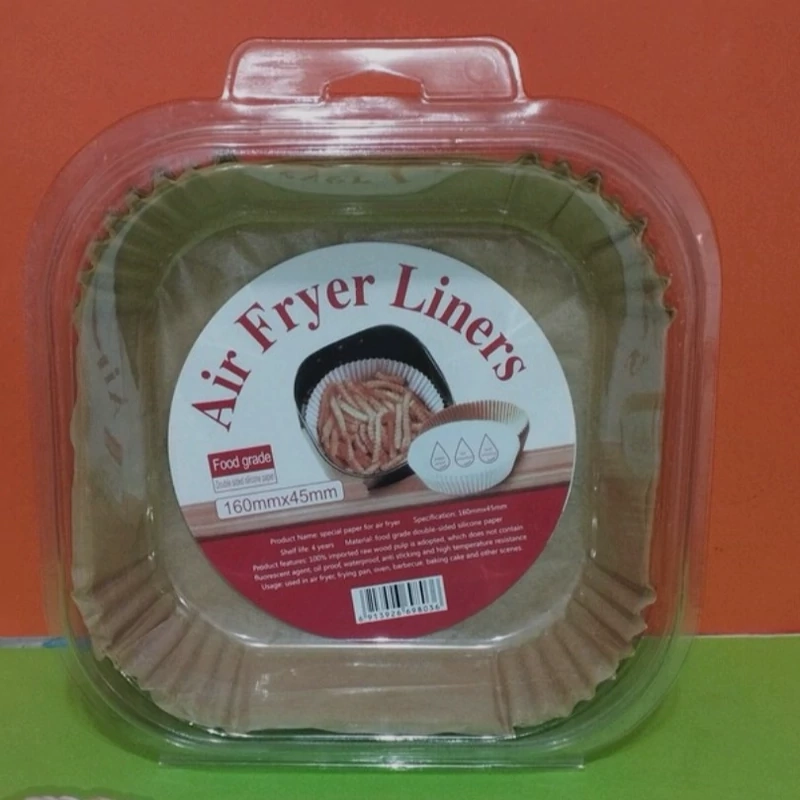 Air Fryer Liners
Food grade
Double sided silicone paper
160mmx45mm
Product Name: special paper for air fryer Specification: 160mmx45mm
Shelf life: 4 years Material: food grade double-sided silicone paper
Product features: 100% imported raw wood pulp is adopted, which does not contain
fluorescent agent, oil proof, waterproof, anti sticking and high temperature resistance
Usage: used in air fryer, frying pan, oven, barbecue, baking cake and other scenes.
6 913926 698036